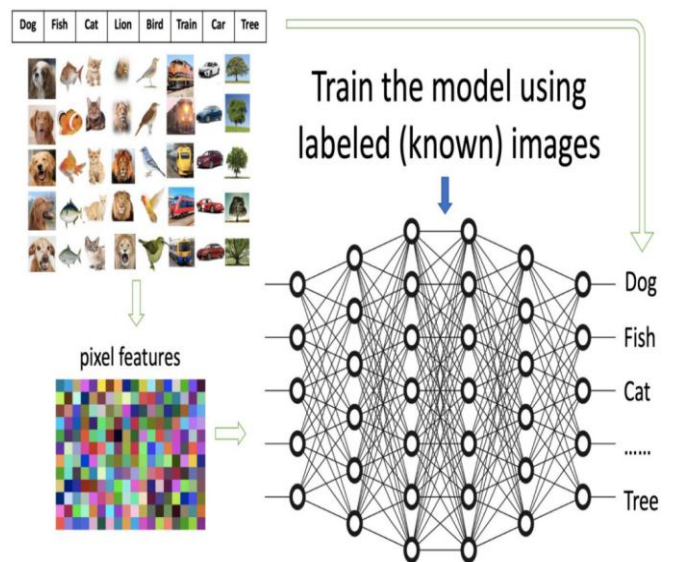 Dog Fish Cat Lion Bird Train Car Tree
Train the model using
labeled (known) images
pixel features
Dog
Fish
Cat
......
Tree